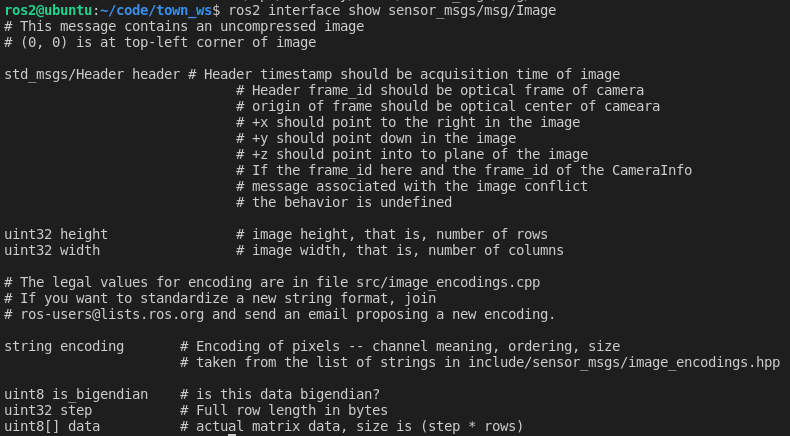 ros2@ubuntu:~/code/town_ws$ ros2 interface show sensor_msgs/msg/Image
# This message contains an uncompressed image
# (0, 0) is at top-left corner of image
std_msgs/Header header # Header timestamp should be acquisition time of image
# Header frame_id should be optical frame of camera
# origin of frame should be optical center of cameara
# +x should point to the right in the image
# +y should point down in the image
# +z should point into to plane of the image
# If the frame_id here and the frame_id of the CameraInfo
# message associated with the image conflict
# the behavior is undefined
uint32 height # image height, that is, number of rows
uint32 width # image width, that is, number of columns
# The legal values for encoding are in file src/image_encodings.cpp
# If you want to standardize a new string format, join
# ros-users@lists.ros.org and send an email proposing a new encoding.
string encoding # Encoding of pixels -- channel meaning, ordering, size
# taken from the list of strings in include/sensor_msgs/image_encodings.hpp
uint8 is_bigendian # is this data bigendian?
uint32 step # Full row length in bytes
uint8[] data # actual matrix data, size is (step * rows)